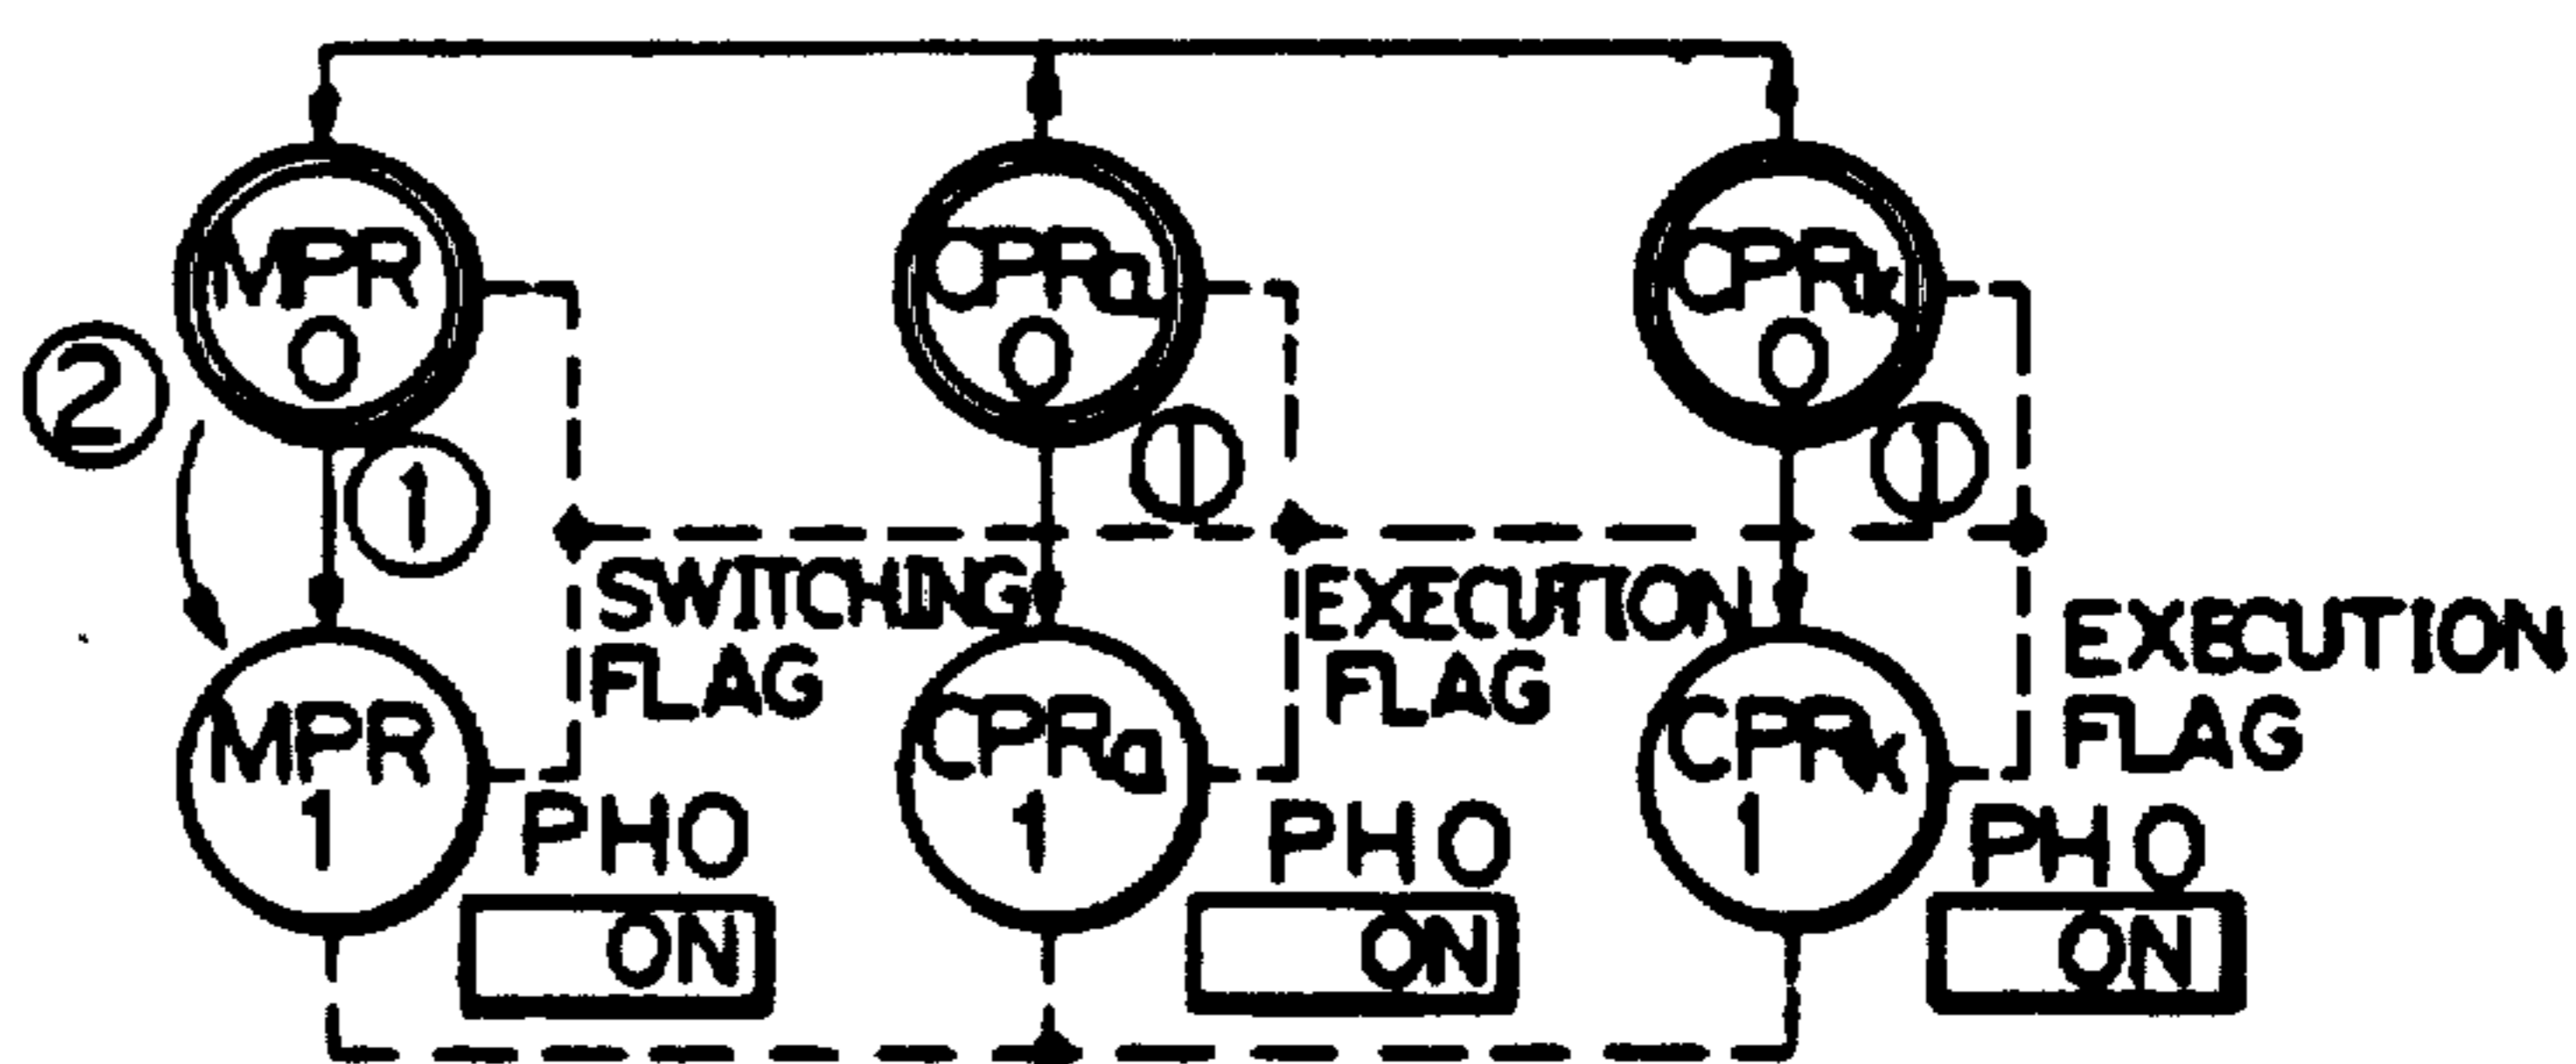 MPR
0
CPRa
0
CPRk
0
②
①
①
①
SWITCHING
FLAG
EXECUTION
FLAG
EXECUTION
FLAG
MPR
1
CPRa
1
CPRk
1
PHO
ON
PHO
ON
PHO
ON